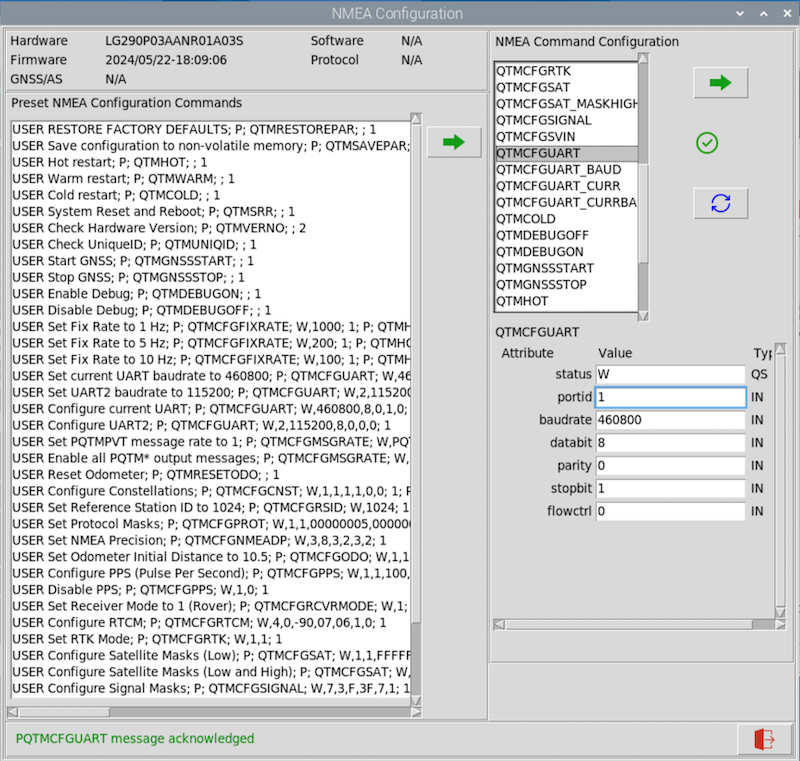 NMEA Configuration
Hardware LG290P03AANR01A03S Software N/A
Firmware 2024/05/22-18:09:06 Protocol N/A
GNSS/AS N/A
Preset NMEA Configuration Commands
USER RESTORE FACTORY DEFAULTS; P; QTMRESTOREPAR; ; 1
USER Save configuration to non-volatile memory; P; QTMSAVEPAR;
USER Hot restart; P; QTMHOT; ; 1
USER Warm restart; P; QTMWARM; ; 1
USER Cold restart; P; QTMCOLD; ; 1
USER System Reset and Reboot; P; QTMSRR; ; 1
USER Check Hardware Version; P; QTMVERNO; ; 2
USER Check UniqueID; P; QTMUNIQID; ; 1
USER Start GNSS; P; QTMGNSSSTART; ; 1
USER Stop GNSS; P; QTMGNSSSTOP; ; 1
USER Enable Debug; P; QTMDEBUGON; ; 1
USER Disable Debug; P; QTMDEBUGOFF; ; 1
USER Set Fix Rate to 1 Hz; P; QTMCFGFIXRATE; W,1000; 1; P; QTMH
USER Set Fix Rate to 5 Hz; P; QTMCFGFIXRATE; W,200; 1; P; QTMHO
USER Set Fix Rate to 10 Hz; P; QTMCFGFIXRATE; W,100; 1; P; QTMH
USER Set current UART baudrate to 460800; P; QTMCFGUART; W,46
USER Set UART2 baudrate to 115200; P; QTMCFGUART; W,2,115200
USER Configure current UART; P; QTMCFGUART; W,460800,8,0,1,0;
USER Configure UART2; P; QTMCFGUART; W,2,115200,8,0,0,0; 1
USER Set PQTMPVT message rate to 1; P; QTMCFGMSGRATE; W,PQ
USER Enable all PQTM* output messages; P; QTMCFGMSGRATE; W,
USER Reset Odometer; P; QTMRESETODO; ; 1
USER Configure Constellations; P; QTMCFGCNST; W,1,1,1,1,0,0; 1;
USER Set Reference Station ID to 1024; P; QTMCFGRSID; W,1024; 1
USER Set Protocol Masks; P; QTMCFGPROT; W,1,1,00000005,00000
USER Set NMEA Precision; P; QTMCFGNMEADP; W,3,8,3,2,3,2; 1
USER Set Odometer Initial Distance to 10.5; P; QTMCFGODO; W,1,1
USER Configure PPS (Pulse Per Second); P; QTMCFGPPS; W,1,1,100,
USER Disable PPS; P; QTMCFGPPS; W,1,0; 1
USER Set Receiver Mode to 1 (Rover); P; QTMCFGRCVRMODE; W,1;
USER Configure RTCM; P; QTMCFGRTCM; W,4,0,-90,07,06,1,0; 1
USER Set RTK Mode; P; QTMCFGRTK; W,1,1; 1
USER Configure Satellite Masks (Low); P; QTMCFGSAT; W,1,1,FFFFF
USER Configure Satellite Masks (Low and High); P; QTMCFGSAT; W,
USER Configure Signal Masks; P; QTMCFGSIGNAL; W,7,3,F,3F,7,1; 1
NMEA Command Configuration
QTMCFGRTK
QTMCFGSAT
QTMCFGSAT_MASKHIGH
QTMCFGSIGNAL
QTMCFGSVIN
QTMCFGUART
QTMCFGUART_BAUD
QTMCFGUART_CURR
QTMCFGUART_CURRBA
QTMCOLD
QTMDEBUGOFF
QTMDEBUGON
QTMGNSSSTART
QTMGNSSSTOP
QTMHOT
QTMCFGUART
Attribute Value Typ
status W QS
portid 1 IN
baudrate 460800 IN
databit 8 IN
parity 0 IN
stopbit 1 IN
flowctrl 0 IN
PQTMCFGUART message acknowledged